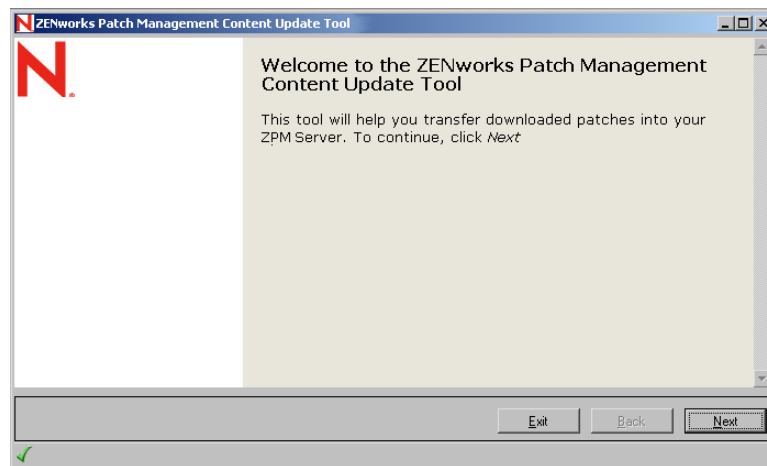 ZENworks Patch Management Content Update Tool
N
Welcome to the ZENworks Patch Management
Content Update Tool
This tool will help you transfer downloaded patches into your
ZPM Server. To continue, click Next
Exit
Back
Next